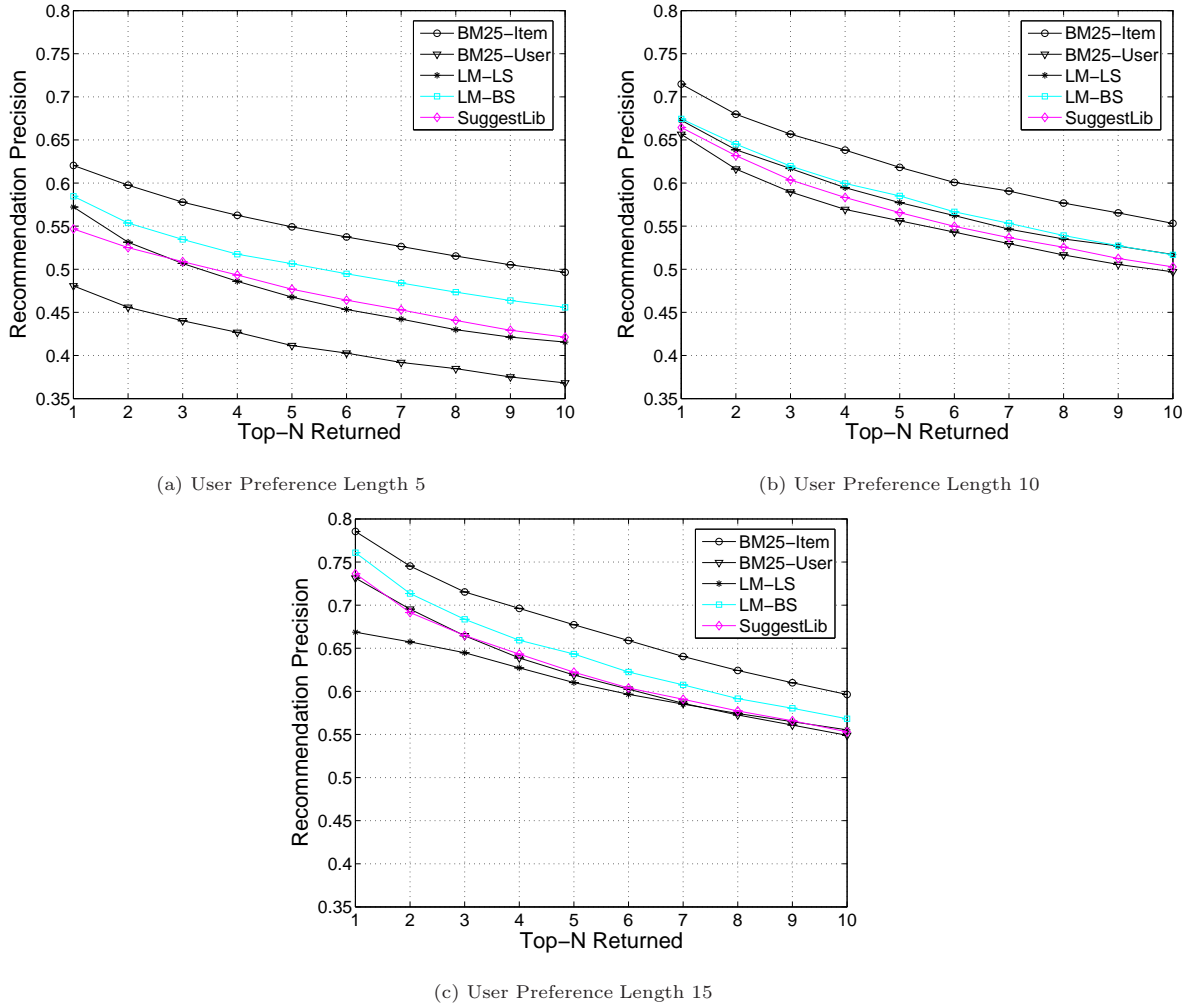 0.8
0.75
0.7
0.65
0.6
0.55
0.5
0.45
0.4
0.35
Recommendation Precision
BM25−Item
BM25−User
LM−LS
LM−BS
SuggestLib
1 2 3 4 5 6 7 8 9 10
Top−N Returned
(a) User Preference Length 5
0.8
0.75
0.7
0.65
0.6
0.55
0.5
0.45
0.4
0.35
Recommendation Precision
BM25−Item
BM25−User
LM−LS
LM−BS
SuggestLib
1 2 3 4 5 6 7 8 9 10
Top−N Returned
(b) User Preference Length 10
0.8
0.75
0.7
0.65
0.6
0.55
0.5
0.45
0.4
0.35
Recommendation Precision
BM25−Item
BM25−User
LM−LS
LM−BS
SuggestLib
1 2 3 4 5 6 7 8 9 10
Top−N Returned
(c) User Preference Length 15